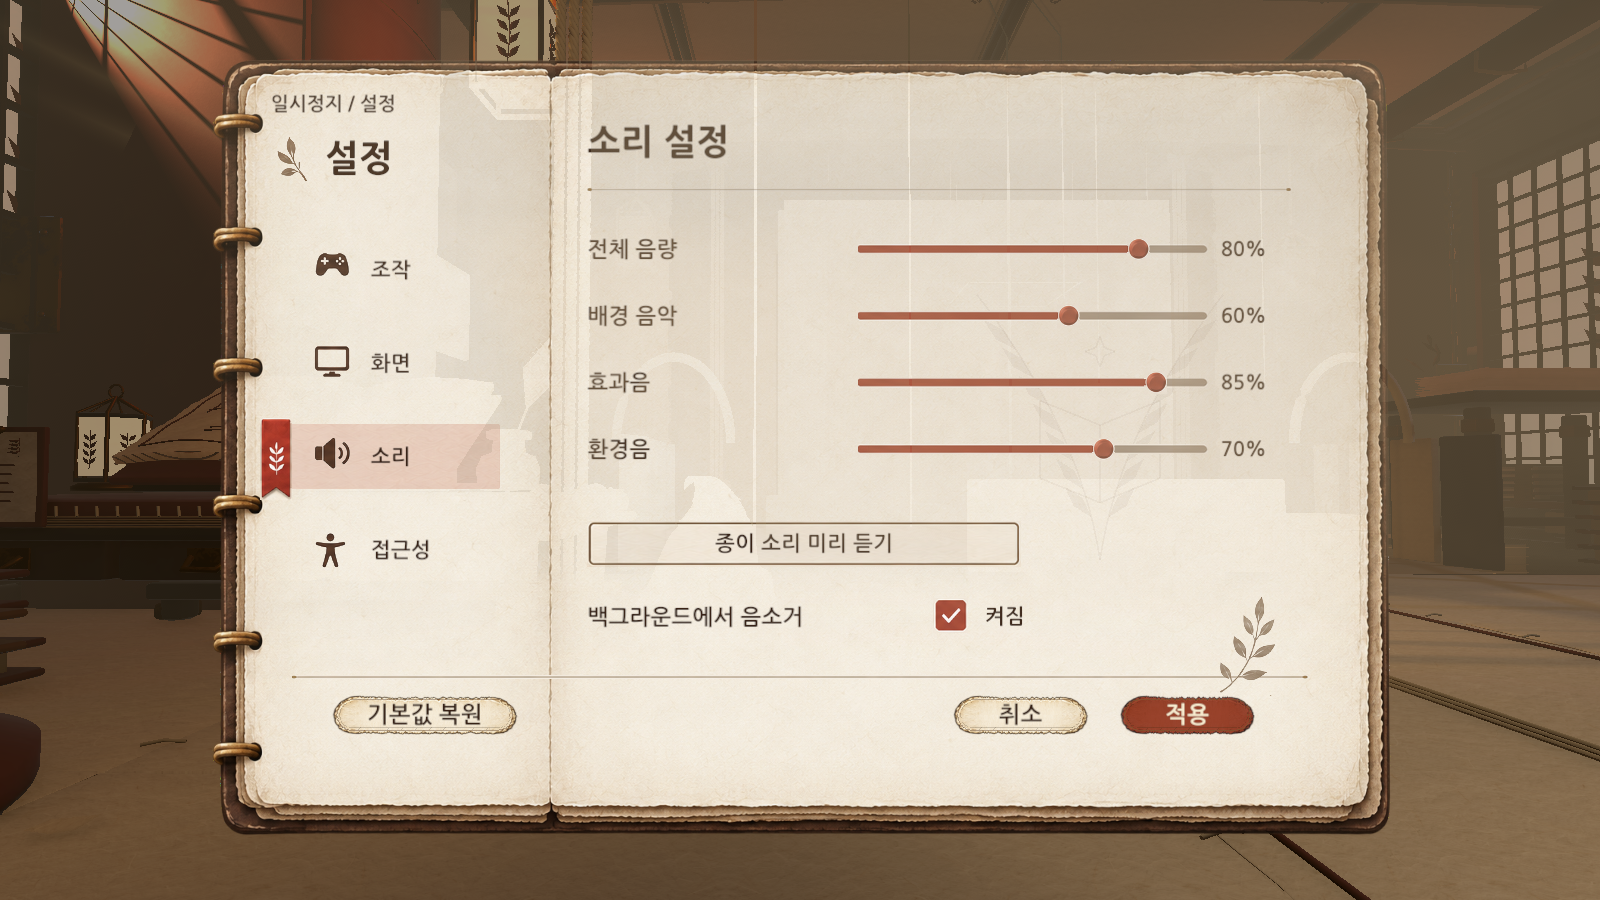 일시정지 / 설정
설정
조작
화면
소리
접근성
기본값 복원
소리 설정
전체 음량 80%
배경 음악 60%
효과음 85%
환경음 70%
종이 소리 미리 듣기
백그라운드에서 음소거 켜짐
취소
적용